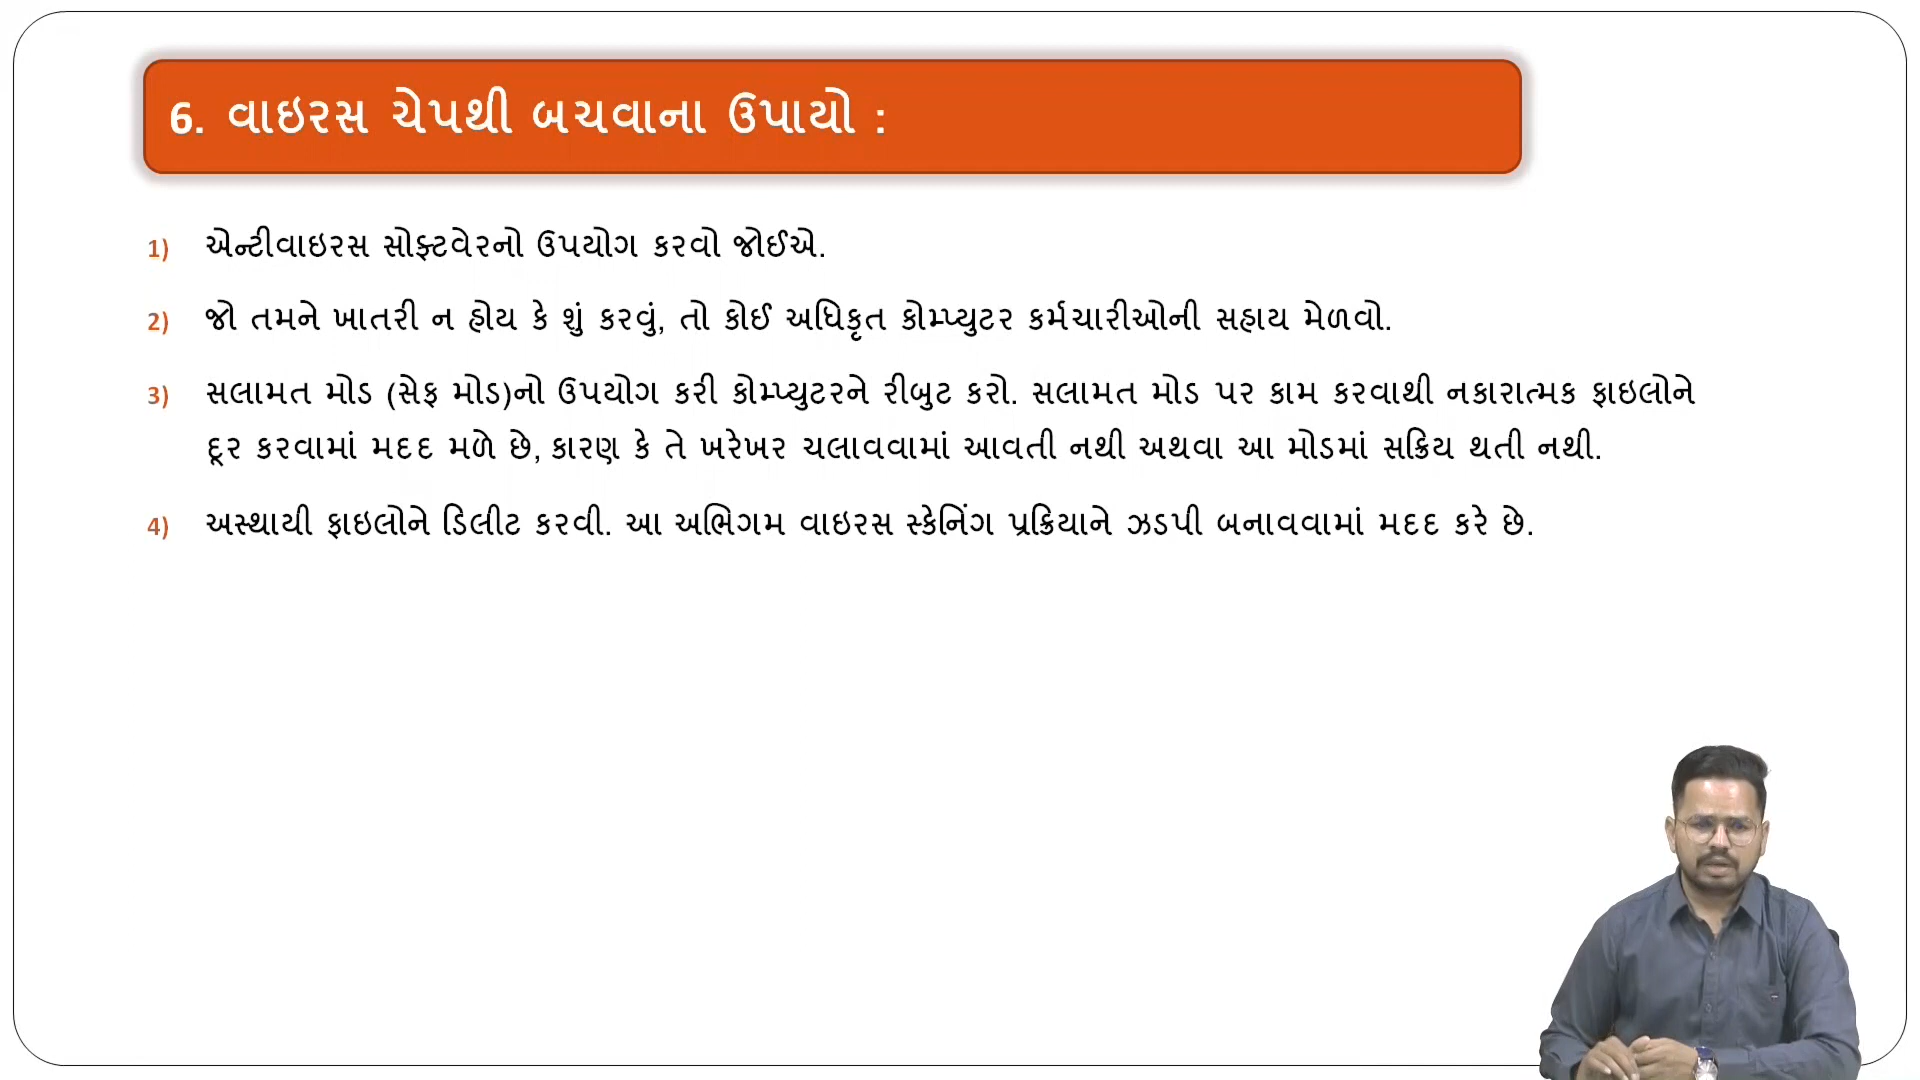 6. વાઇરસ ચેપથી બચવાના ઉપાયો :
1) એન્ટીવાઇરસ સોફ્ટવેરનો ઉપયોગ કરવો જોઈએ.
2) જો તમને ખાતરી ન હોય કે શું કરવું, તો કોઈ અધિકૃત કોમ્પ્યુટર કર્મચારીઓની સહાય મેળવો.
3) સલામત મોડ (સેફ મોડ)નો ઉપયોગ કરી કોમ્પ્યુટરને રીબુટ કરો. સલામત મોડ પર કામ કરવાથી નકારાત્મક ફાઇલોને
દૂર કરવામાં મદદ મળે છે, કારણ કે તે ખરેખર ચલાવવામાં આવતી નથી અથવા આ મોડમાં સક્રિય થતી નથી.
4) અસ્થાયી ફાઇલોને ડિલીટ કરવી. આ અભિગમ વાઇરસ સ્કેનિંગ પ્રક્રિયાને ઝડપી બનાવવામાં મદદ કરે છે.